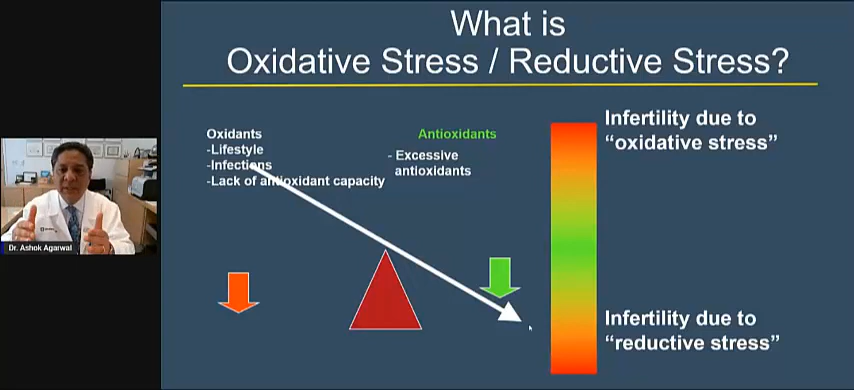 What is
Oxidative Stress / Reductive Stress?
Oxidants
-Lifestyle
-Infections
-Lack of antioxidant capacity
Antioxidants
- Excessive
antioxidants
Infertility due to
“oxidative stress”
Infertility due to
“reductive stress”
Dr. Ashok Agarwal